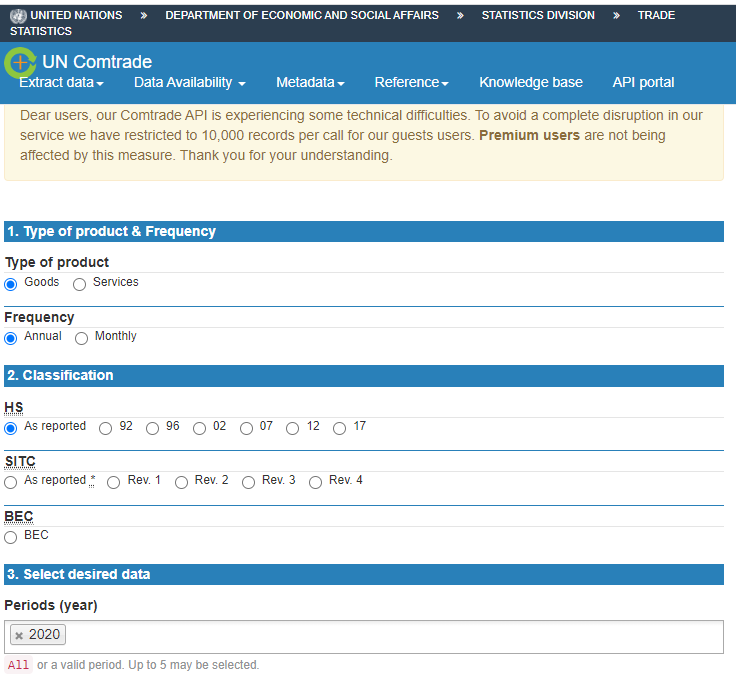 UNITED NATIONS » DEPARTMENT OF ECONOMIC AND SOCIAL AFFAIRS » STATISTICS DIVISION » TRADE
STATISTICS
UN Comtrade
Extract data Data Availability Metadata Reference Knowledge base API portal
Dear users, our Comtrade API is experiencing some technical difficulties. To avoid a complete disruption in our
service we have restricted to 10,000 records per call for our guests users. Premium users are not being
affected by this measure. Thank you for your understanding.
1. Type of product & Frequency
Type of product
Goods Services
Frequency
Annual Monthly
2. Classification
HS
As reported 92 96 02 07 12 17
SITC
As reported * Rev. 1 Rev. 2 Rev. 3 Rev. 4
BEC
BEC
3. Select desired data
Periods (year)
× 2020
All or a valid period. Up to 5 may be selected.